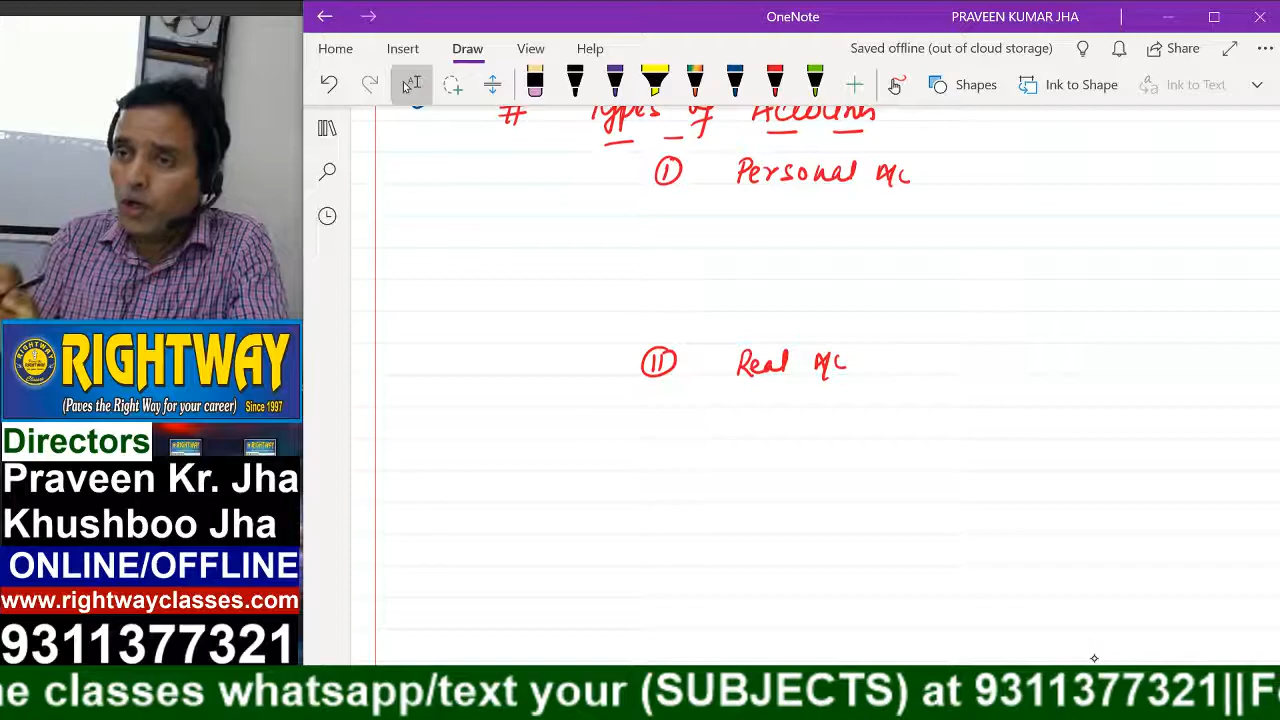 OneNote
PRAVEEN KUMAR JHA
Home Insert Draw View Help
Saved offline (out of cloud storage)
Share
Shapes
Ink to Shape
Ink to Text
# Types of Accounts
(i) Personal A/c
(ii) Real A/c
RIGHTWAY
(Paves the Right Way for your career) Since 1997
Directors
Praveen Kr. Jha
Khushboo Jha
ONLINE/OFFLINE
www.rightwayclasses.com
9311377321
ne classes whatsapp/text your (SUBJECTS) at 9311377321||Fo